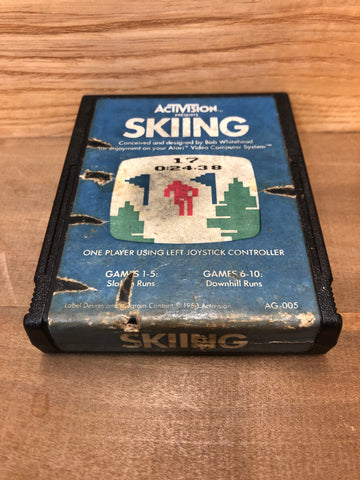 ACTIVISION™
PRESENTS
SKIING
Conceived and designed by Bob Whitehead
for enjoyment on your Atari® Video Computer System™
17
0:24.38
ONE PLAYER USING LEFT JOYSTICK CONTROLLER
GAMES 1-5: GAMES 6-10:
Slalom Runs Downhill Runs
Label Design and Program Content © 1980 Activision. AG-005
SKIING